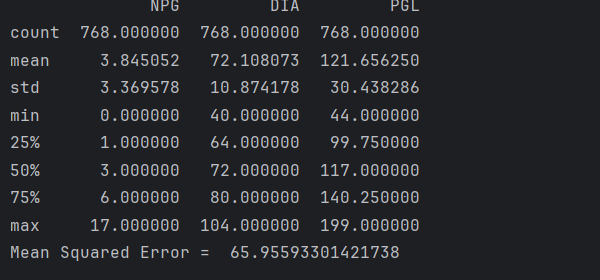 NPG DIA PGL
count 768.000000 768.000000 768.000000
mean 3.845052 72.108073 121.656250
std 3.369578 10.874178 30.438286
min 0.000000 40.000000 44.000000
25% 1.000000 64.000000 99.750000
50% 3.000000 72.000000 117.000000
75% 6.000000 80.000000 140.250000
max 17.000000 104.000000 199.000000
Mean Squared Error = 65.95593301421738